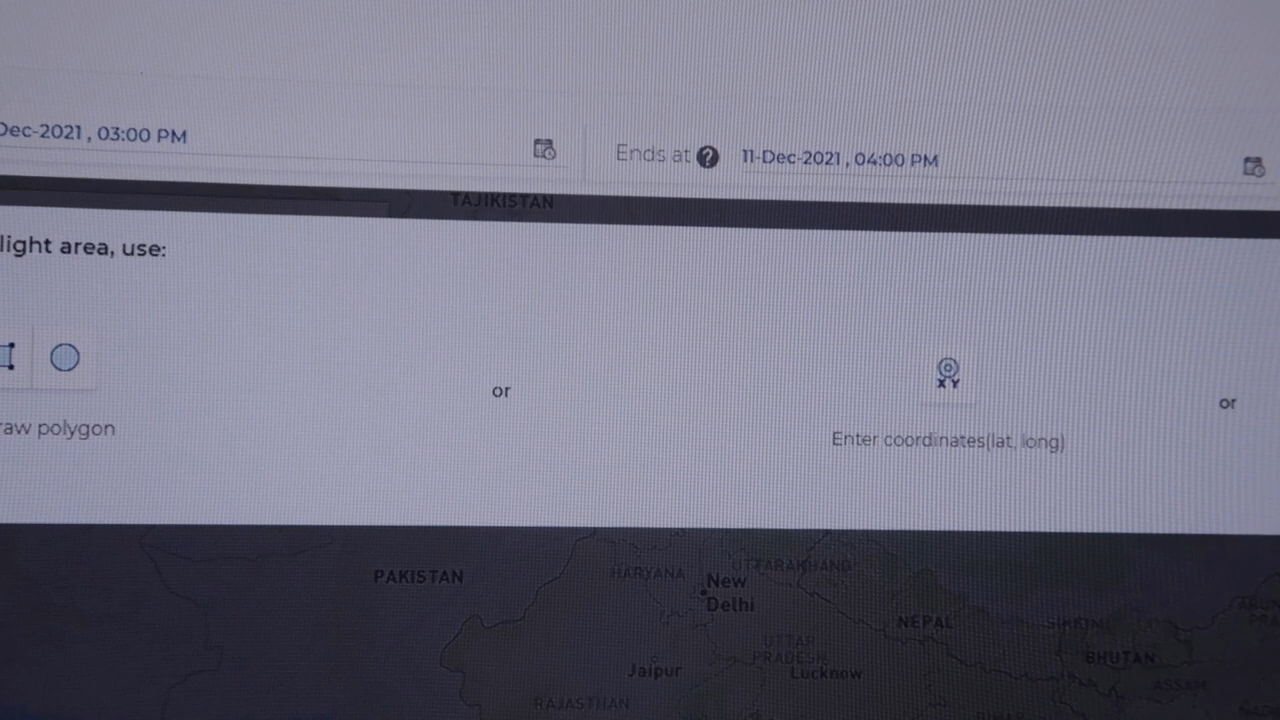 Dec-2021 , 03:00 PM
Ends at ? 11-Dec-2021 , 04:00 PM
TAJIKISTAN
light area, use:
or
X Y
or
raw polygon
Enter coordinates(lat, long)
PAKISTAN
HARYANA
UTTARAKHAND
New
Delhi
NEPAL
SIKKIM
UTTAR
PRADESH
BHUTAN
Jaipur
Lucknow
ASSAM
RAJASTHAN